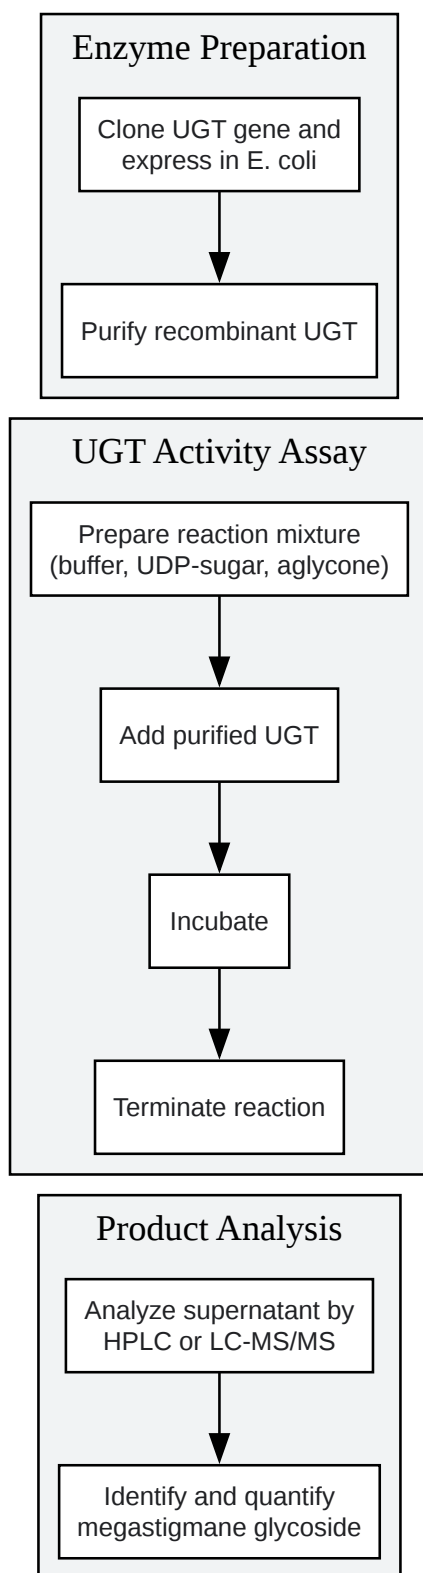 Enzyme Preparation
Clone UGT gene and
express in E. coli
Purify recombinant UGT
UGT Activity Assay
Prepare reaction mixture
(buffer, UDP-sugar, aglycone)
Add purified UGT
Incubate
Terminate reaction
Product Analysis
Analyze supernatant by
HPLC or LC-MS/MS
Identify and quantify
megastigmane glycoside